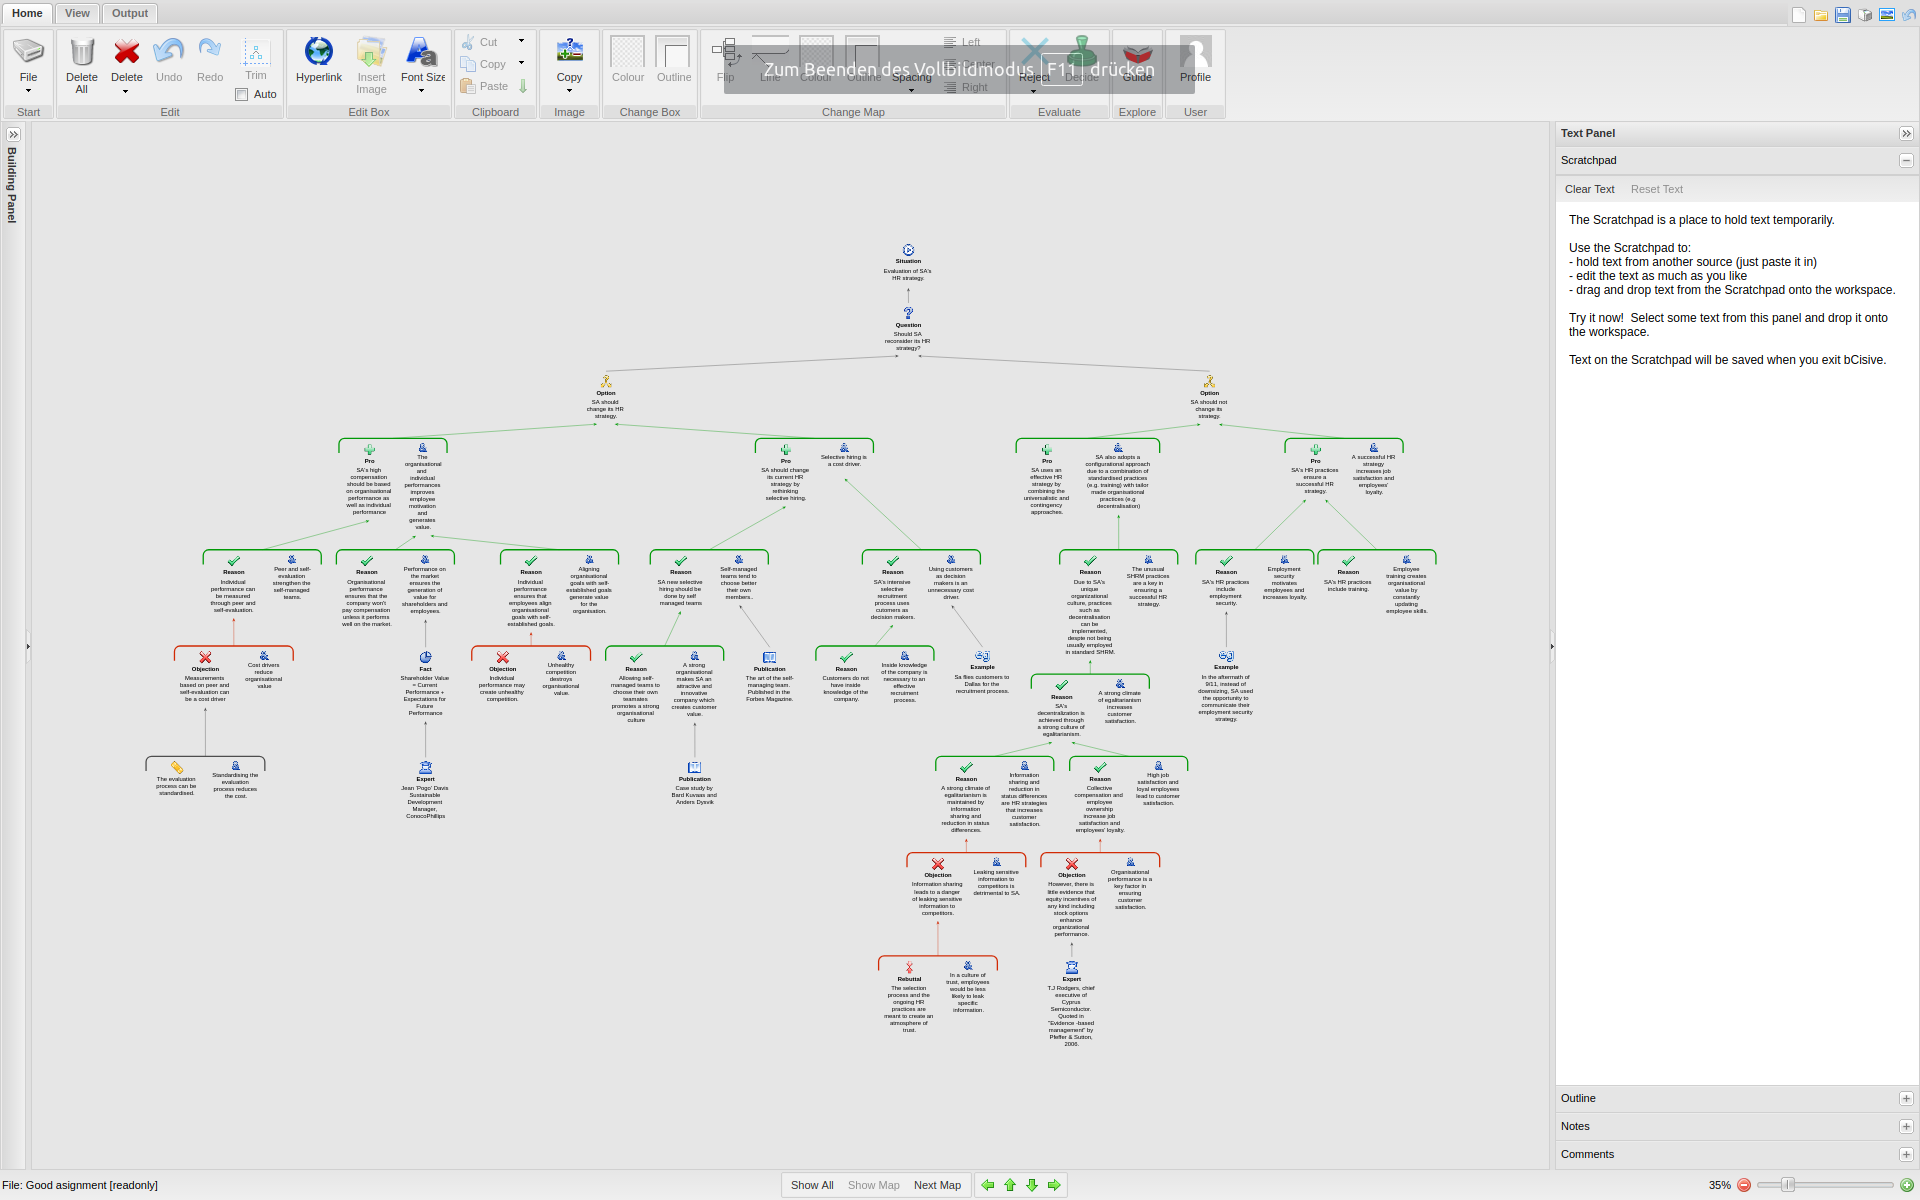 Home View Output
File
Delete All
Delete
Undo
Redo
Trim
Auto
Hyperlink
Insert Image
Font Size
Cut
Copy
Paste
Copy
Colour
Outline
Flip
Line
Colour
Outline
Spacing
Left
Center
Right
Reject
Decide
Guide
Profile
Zum Beenden des Vollbildmodus F11 drücken
Start Edit Edit Box Clipboard Image Change Box Change Map Evaluate Explore User
Building Panel
Situation
Evaluation of SA's
HR strategy.
Question
Should SA
reconsider its HR
strategy?
Option
SA should
change its HR
strategy.
Option
SA should not
change its
strategy.
Pro
SA's high
compensation
should be based
on organisational
performance as
well as individual
performance
The
organisational
and
individual
performances
improves
employee
motivation
and
generates
value.
Pro
SA should change
its current HR
strategy by
rethinking
selective hiring.
Selective hiring is
a cost driver.
Pro
SA uses an
effective HR
strategy by
combining the
universalistic and
contingency
approaches.
SA also adopts a
configurational approach
due to a combination of
standardised practices
(e.g. training) with tailor
made organisational
practices (e.g
decentralisation)
Pro
SA's HR practices
ensure a
successful HR
strategy.
A successful HR
strategy
increases job
satisfaction and
employees'
loyalty.
Reason
Individual
performance can
be measured
through peer and
self-evaluation.
Peer and self-
evaluation
strengthen the
self-managed
teams.
Reason
Organisational
performance
ensures that the
company won't
pay compensation
unless it performs
well on the market.
Performance on
the market
ensures the
generation of
value for
shareholders and
employees.
Reason
Individual
performance
ensures that
employees align
organisational
goals with self-
established goals.
Aligning
organisational
goals with self-
established goals
generate value
for the
organisation.
Reason
SA new selective
hiring should be
done by self
managed teams
Self-managed
teams tend to
choose better
their own
members..
Reason
SA's intensive
selective
recruitment
process uses
cutomers as
decision makers.
Using customers
as decision
makers is an
unnecessary cost
driver.
Reason
Due to SA's
unique
organizational
culture, practices
such as
decentralisation
can be
implemented,
despite not being
usually employed
in standard SHRM.
The unusual
SHRM practices
are a key in
ensuring a
successful HR
strategy.
Reason
SA's HR practices
include
employment
security.
Employment
security
motivates
employees and
increases loyalty.
Reason
SA's HR practices
include training.
Employee
training creates
organisational
value by
constantly
updating
employee skills.
Objection
Measurements
based on peer and
self-evaluation can
be a cost driver
Cost drivers
reduce
organisational
value
Fact
Shareholder Value
= Current
Performance +
Expectations for
Future
Performance
Objection
Individual
performance may
create unhealthy
competition.
Unhealthy
competition
destroys
organisational
value.
Reason
Allowing self-
managed teams to
choose their own
teamates
promotes a strong
organisational
culture
A strong
organisational
makes SA an
attractive and
innovative
company which
creates customer
value.
Publication
The art of the self-
managing team.
Published in the
Forbes Magazine.
Reason
Customers do not
have inside
knowledge of the
company.
Inside knowledge
of the company is
necessary to an
effective
recruitment
process.
Example
Sa flies customers to
Dallas for the
recruitment process.
Reason
SA's
decentralization is
achieved through
a strong culture of
egalitarianism.
A strong climate
of egalitarianism
increases
customer
satisfaction.
Example
In the aftermath of
9/11, instead of
downsizing, SA used
the opportunity to
communicate their
employment security
strategy.
The evaluation
process can be
standardised.
Standardising the
evaluation
process reduces
the cost.
Expert
Jean 'Pogo' Davis
Sustainable
Development
Manager,
ConocoPhillips
Publication
Case study by
Bard Kuvaas and
Anders Dysvik
Reason
A strong climate of
egalitarianism is
maintained by
information
sharing and
reduction in status
differences.
Information
sharing and
reduction in
status differences
are HR strategies
that increases
customer
satisfaction.
Reason
Collective
compensation and
employee
ownership
increase job
satisfaction and
employees' loyalty.
High job
satisfaction and
loyal employees
lead to customer
satisfaction.
Objection
Information sharing
leads to a danger
of leaking sensitive
information to
competitors.
Leaking sensitive
information to
competitors is
detrimental to SA.
Objection
However, there is
little evidence that
equity incentives of
any kind including
stock options
enhance
organizational
performance.
Organisational
performance is a
key factor in
ensuring
customer
satisfaction.
Rebuttal
The selection
process and the
ongoing HR
practices are
meant to create an
atmosphere of
trust.
In a culture of
trust, employees
would be less
likely to leak
specific
information.
Expert
T.J Rodgers, chief
executive of
Cyprus
Semiconductor.
Quoted in
"Evidence -based
management" by
Pfeffer & Sutton,
2006.
Text Panel
Scratchpad
Clear Text Reset Text
The Scratchpad is a place to hold text temporarily.
Use the Scratchpad to:
- hold text from another source (just paste it in)
- edit the text as much as you like
- drag and drop text from the Scratchpad onto the workspace.
Try it now! Select some text from this panel and drop it onto
the workspace.
Text on the Scratchpad will be saved when you exit bCisive.
Outline
Notes
Comments
File: Good asignment [readonly]
Show All Show Map Next Map
35%